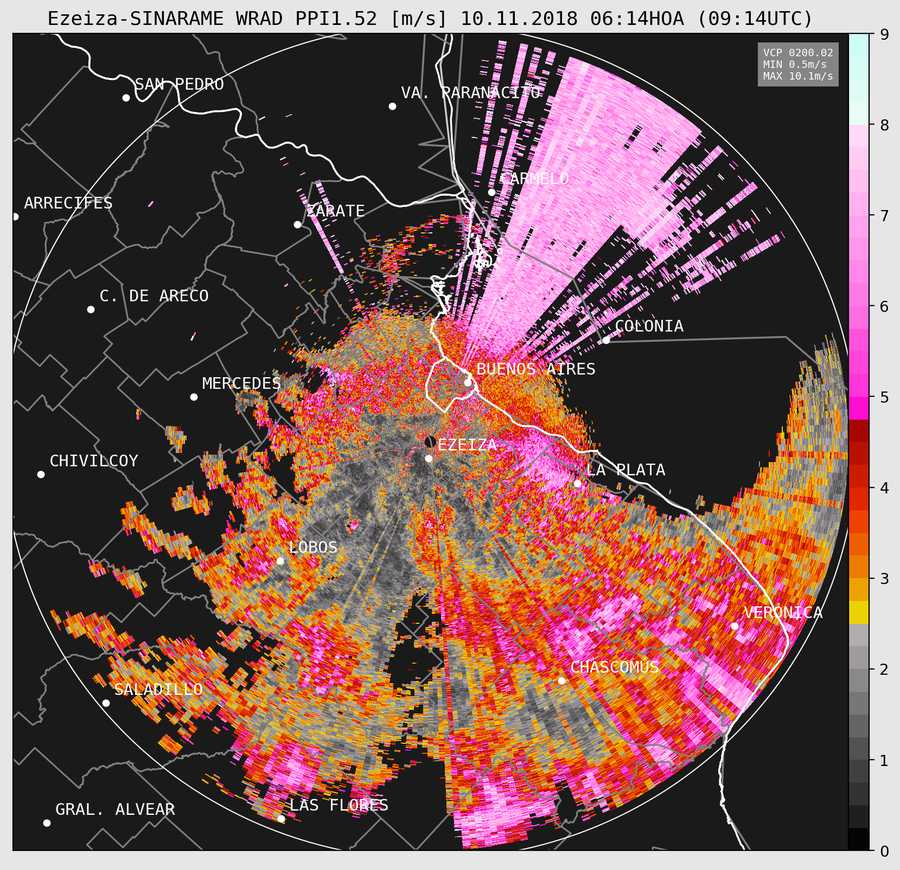 Ezeiza-SINARAME WRAD PPI1.52 [m/s] 10.11.2018 06:14HOA (09:14UTC)
VCP 0200.02
MIN 0.5m/s
MAX 10.1m/s
SAN PEDRO
VA. PARANACITO
CARMELO
ARRECIFES
ZARATE
C. DE ARECO
COLONIA
BUENOS AIRES
MERCEDES
EZEIZA
CHIVILCOY
LA PLATA
LOBOS
VERONICA
CHASCOMUS
SALADILLO
LAS FLORES
GRAL. ALVEAR
9
8
7
6
5
4
3
2
1
0